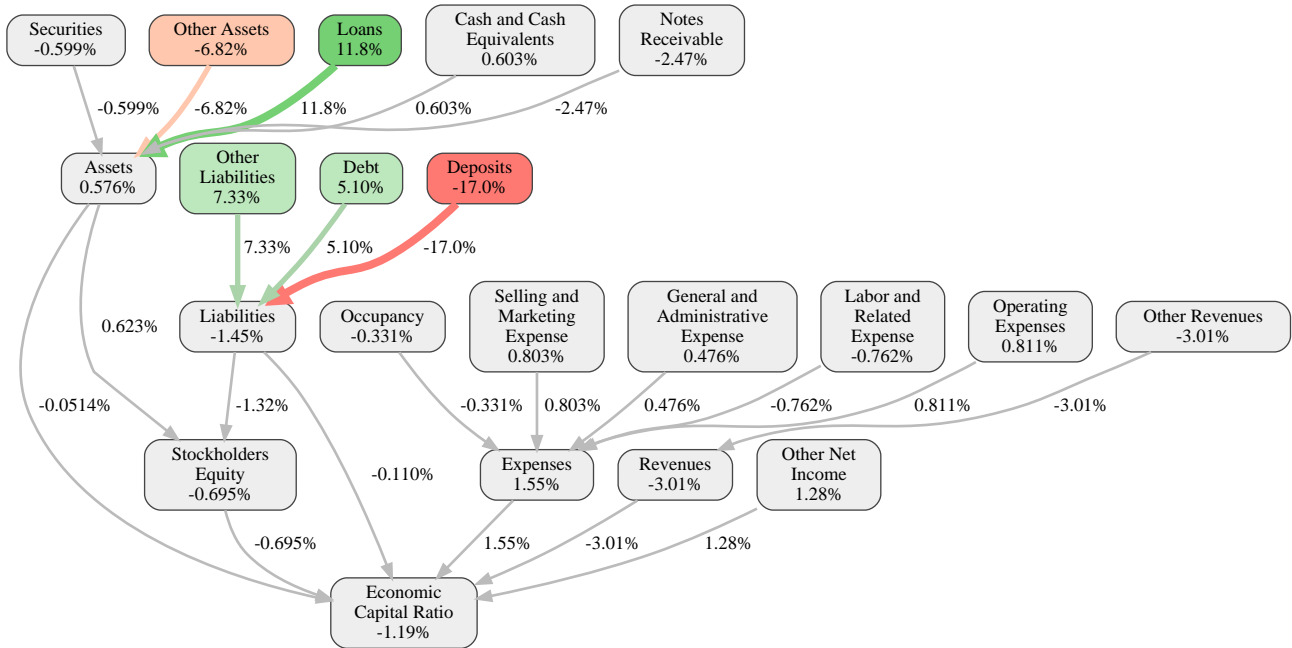 Securities
-0.599%
Other Assets
-6.82%
Loans
11.8%
Cash and Cash
Equivalents
0.603%
Notes
Receivable
-2.47%
-0.599%
-6.82%
11.8%
0.603%
-2.47%
Assets
0.576%
Other
Liabilities
7.33%
Debt
5.10%
Deposits
-17.0%
7.33%
5.10%
-17.0%
0.623%
Liabilities
-1.45%
Occupancy
-0.331%
Selling and
Marketing
Expense
0.803%
General and
Administrative
Expense
0.476%
Labor and
Related
Expense
-0.762%
Operating
Expenses
0.811%
Other Revenues
-3.01%
-0.0514%
-1.32%
-0.331%
0.803%
0.476%
-0.762%
0.811%
-3.01%
Stockholders
Equity
-0.695%
-0.110%
Expenses
1.55%
Revenues
-3.01%
Other Net
Income
1.28%
-0.695%
1.55%
-3.01%
1.28%
Economic
Capital Ratio
-1.19%